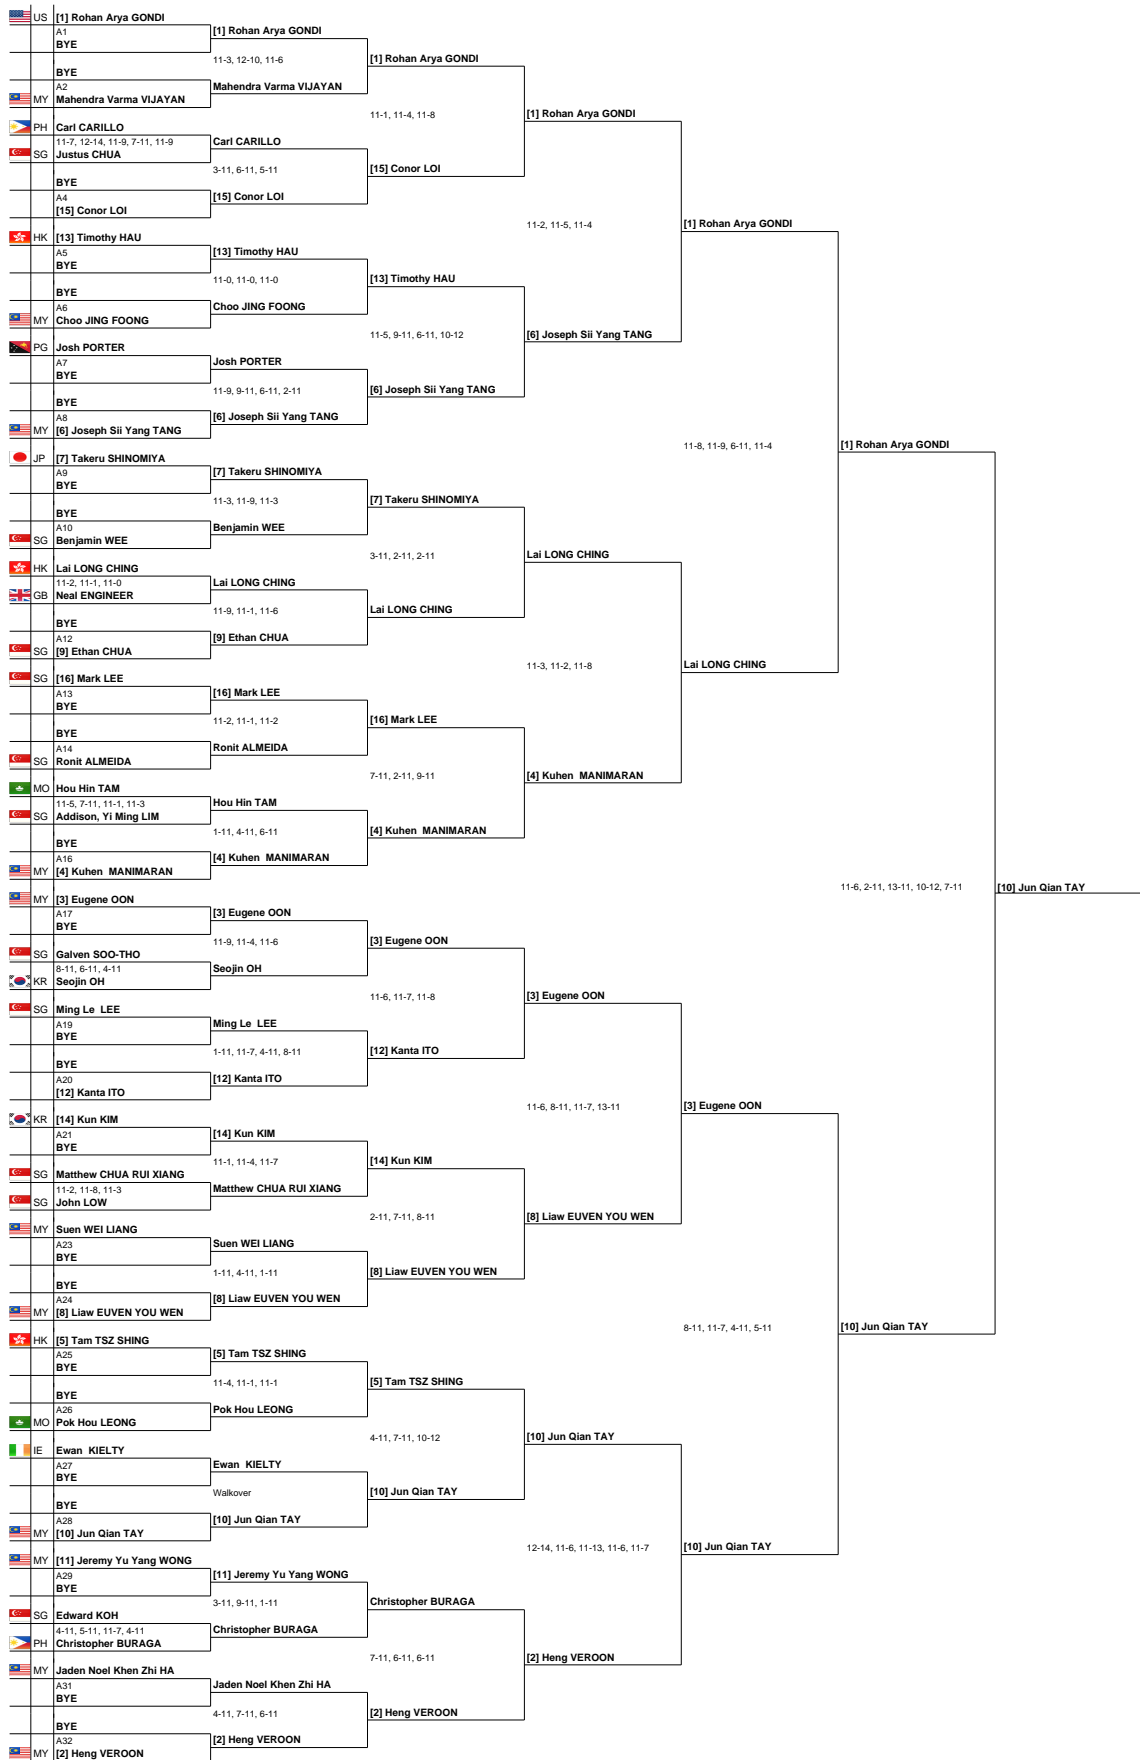 US [1] Rohan Arya GONDI
A1
BYE
BYE
A2
MY Mahendra Varma VIJAYAN
PH Carl CARILLO
11-7, 12-14, 11-9, 7-11, 11-9
SG Justus CHUA
BYE
A4
[15] Conor LOI
HK [13] Timothy HAU
A5
BYE
BYE
A6
MY Choo JING FOONG
PG Josh PORTER
A7
BYE
BYE
A8
MY [6] Joseph Sii Yang TANG
JP [7] Takeru SHINOMIYA
A9
BYE
BYE
A10
SG Benjamin WEE
HK Lai LONG CHING
11-2, 11-1, 11-0
GB Neal ENGINEER
BYE
A12
SG [9] Ethan CHUA
SG [16] Mark LEE
A13
BYE
BYE
A14
SG Ronit ALMEIDA
MO Hou Hin TAM
11-5, 7-11, 11-1, 11-3
SG Addison, Yi Ming LIM
BYE
A16
MY [4] Kuhen MANIMARAN
MY [3] Eugene OON
A17
BYE
SG Galven SOO-THO
8-11, 6-11, 4-11
KR Seojin OH
SG Ming Le LEE
A19
BYE
BYE
A20
[12] Kanta ITO
KR [14] Kun KIM
A21
BYE
SG Matthew CHUA RUI XIANG
11-2, 11-8, 11-3
SG John LOW
MY Suen WEI LIANG
A23
BYE
BYE
A24
MY [8] Liaw EUVEN YOU WEN
HK [5] Tam TSZ SHING
A25
BYE
BYE
A26
MO Pok Hou LEONG
IE Ewan KIELTY
A27
BYE
BYE
A28
MY [10] Jun Qian TAY
MY [11] Jeremy Yu Yang WONG
A29
BYE
SG Edward KOH
4-11, 5-11, 11-7, 4-11
PH Christopher BURAGA
MY Jaden Noel Khen Zhi HA
A31
BYE
BYE
A32
MY [2] Heng VEROON
[1] Rohan Arya GONDI
11-3, 12-10, 11-6
Mahendra Varma VIJAYAN
Carl CARILLO
3-11, 6-11, 5-11
[15] Conor LOI
[13] Timothy HAU
11-0, 11-0, 11-0
Choo JING FOONG
Josh PORTER
11-9, 9-11, 6-11, 2-11
[6] Joseph Sii Yang TANG
[7] Takeru SHINOMIYA
11-3, 11-9, 11-3
Benjamin WEE
Lai LONG CHING
11-9, 11-1, 11-6
[9] Ethan CHUA
[16] Mark LEE
11-2, 11-1, 11-2
Ronit ALMEIDA
Hou Hin TAM
1-11, 4-11, 6-11
[4] Kuhen MANIMARAN
[3] Eugene OON
11-9, 11-4, 11-6
Seojin OH
Ming Le LEE
1-11, 11-7, 4-11, 8-11
[12] Kanta ITO
[14] Kun KIM
11-1, 11-4, 11-7
Matthew CHUA RUI XIANG
Suen WEI LIANG
1-11, 4-11, 1-11
[8] Liaw EUVEN YOU WEN
[5] Tam TSZ SHING
11-4, 11-1, 11-1
Pok Hou LEONG
Ewan KIELTY
Walkover
[10] Jun Qian TAY
[11] Jeremy Yu Yang WONG
3-11, 9-11, 1-11
Christopher BURAGA
Jaden Noel Khen Zhi HA
4-11, 7-11, 6-11
[2] Heng VEROON
[1] Rohan Arya GONDI
11-1, 11-4, 11-8
[15] Conor LOI
[13] Timothy HAU
11-5, 9-11, 6-11, 10-12
[6] Joseph Sii Yang TANG
[7] Takeru SHINOMIYA
3-11, 2-11, 2-11
Lai LONG CHING
[16] Mark LEE
7-11, 2-11, 9-11
[4] Kuhen MANIMARAN
[3] Eugene OON
11-6, 11-7, 11-8
[12] Kanta ITO
[14] Kun KIM
2-11, 7-11, 8-11
[8] Liaw EUVEN YOU WEN
[5] Tam TSZ SHING
4-11, 7-11, 10-12
[10] Jun Qian TAY
Christopher BURAGA
7-11, 6-11, 6-11
[2] Heng VEROON
[1] Rohan Arya GONDI
11-2, 11-5, 11-4
[6] Joseph Sii Yang TANG
Lai LONG CHING
11-3, 11-2, 11-8
[4] Kuhen MANIMARAN
[3] Eugene OON
11-6, 8-11, 11-7, 13-11
[8] Liaw EUVEN YOU WEN
[10] Jun Qian TAY
12-14, 11-6, 11-13, 11-6, 11-7
[2] Heng VEROON
[1] Rohan Arya GONDI
11-8, 11-9, 6-11, 11-4
Lai LONG CHING
[3] Eugene OON
8-11, 11-7, 4-11, 5-11
[10] Jun Qian TAY
[1] Rohan Arya GONDI
11-6, 2-11, 13-11, 10-12, 7-11
[10] Jun Qian TAY
[10] Jun Qian TAY